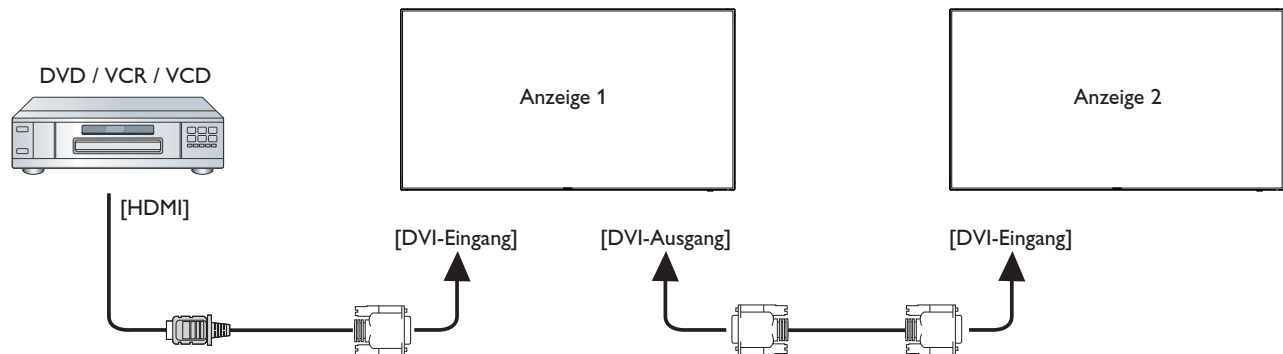 DVD / VCR / VCD
Anzeige 1
Anzeige 2
[HDMI]
[DVI-Eingang]
[DVI-Ausgang]
[DVI-Eingang]